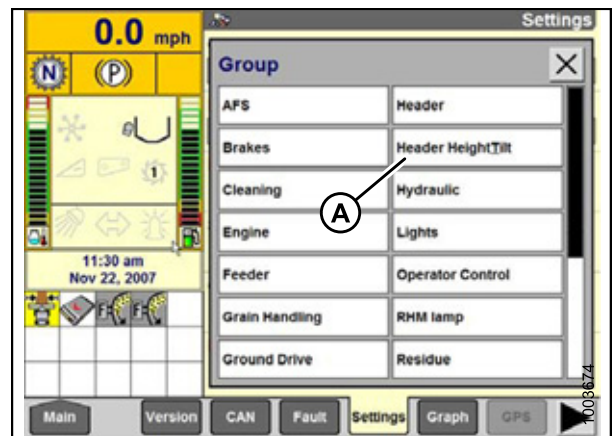 0.0 mph
Settings
N
(P)
1
11:30 am
Nov 22, 2007
Group
AFS
Header
Brakes
Header HeightTilt
Cleaning
Hydraulic
A
Engine
Lights
Feeder
Operator Control
Grain Handling
RHM lamp
Ground Drive
Residue
F F
Main
Version
CAN
Fault
Settings
Graph
GPS
1003674